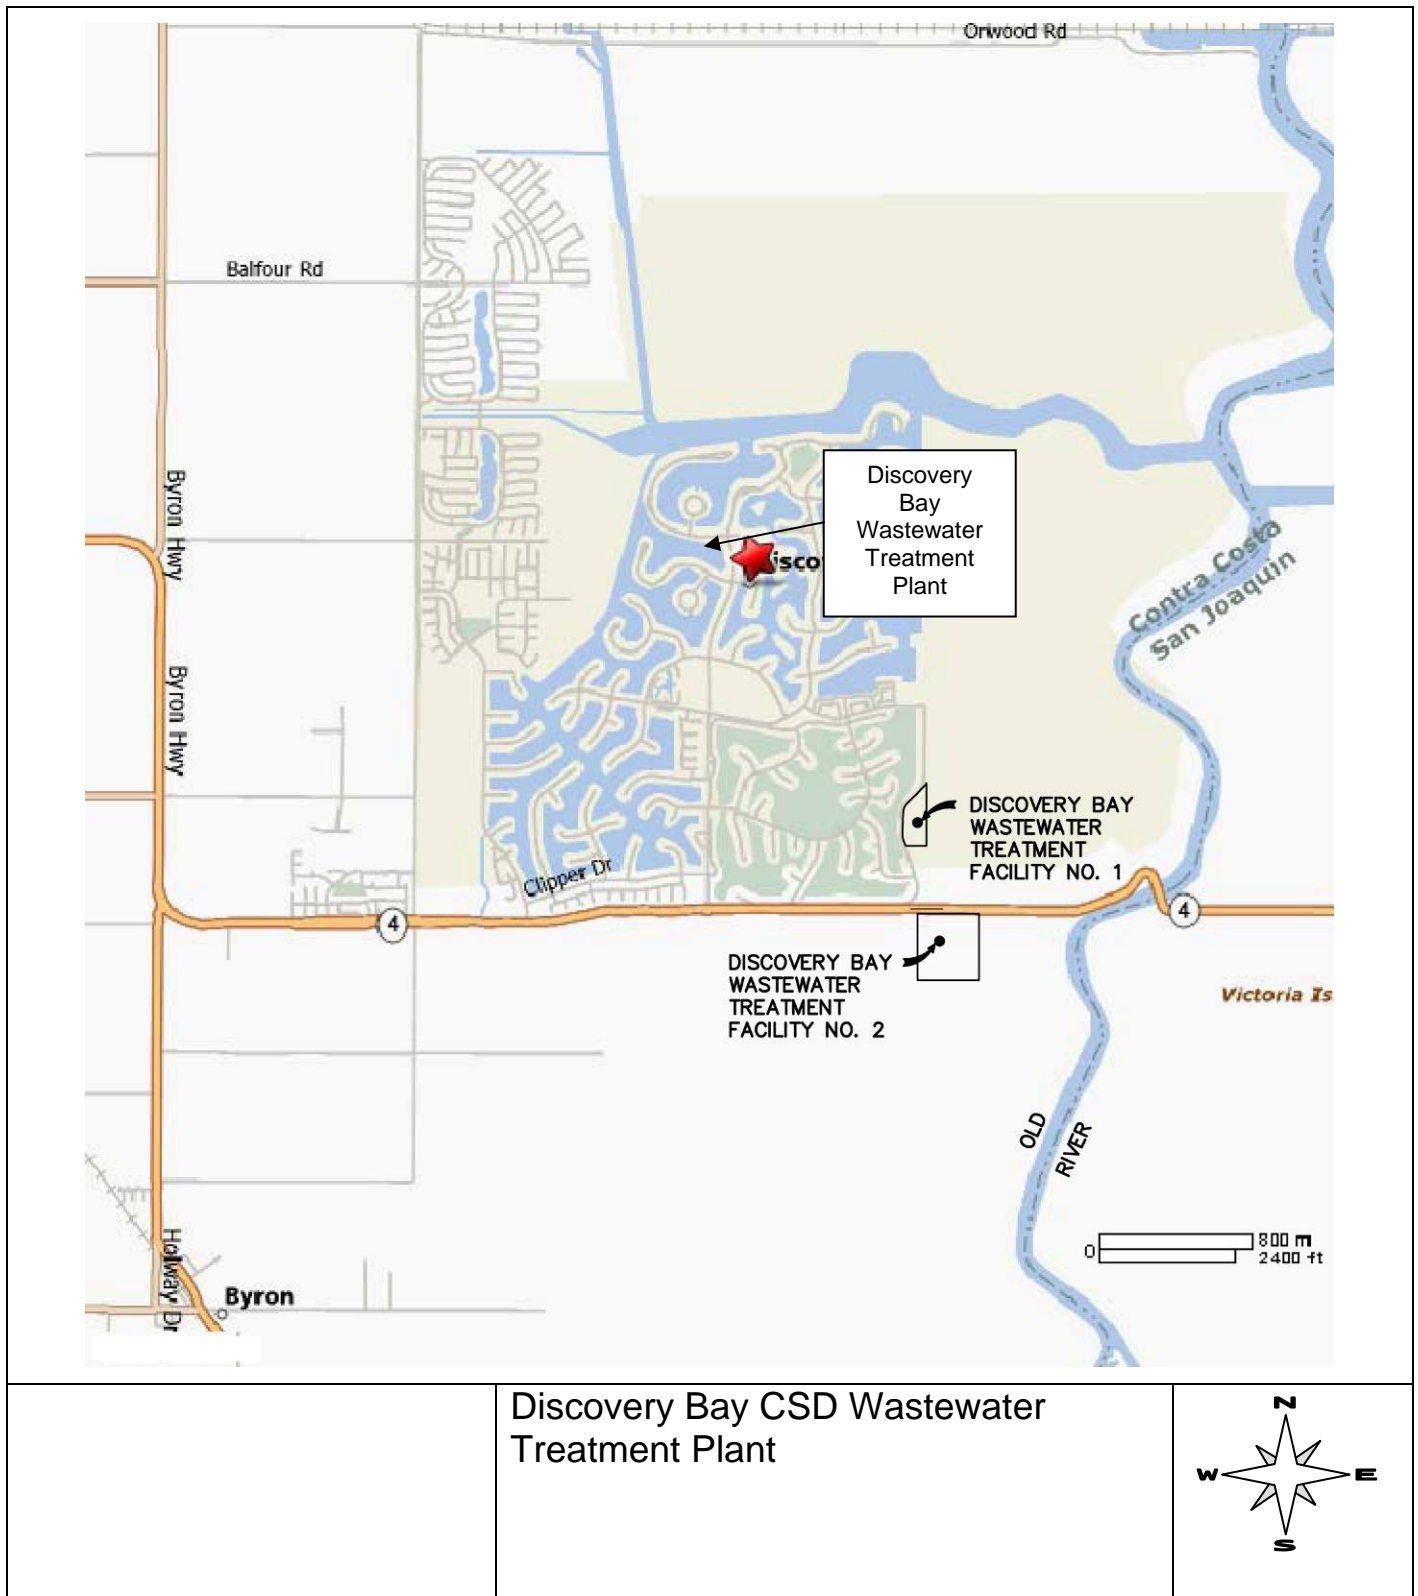 Orwood Rd
Balfour Rd
Byron Hwy
Discovery
Bay
Wastewater
Treatment
Plant
isco
Contra Costa
San Joaquin
Byron Hwy
DISCOVERY BAY
WASTEWATER
TREATMENT
FACILITY NO. 1
Clipper Dr
4
4
DISCOVERY BAY
WASTEWATER
TREATMENT
FACILITY NO. 2
Victoria Is
OLD
RIVER
0
800 m
2400 ft
Holway Dr
Byron
Discovery Bay CSD Wastewater
Treatment Plant
N
W
E
S